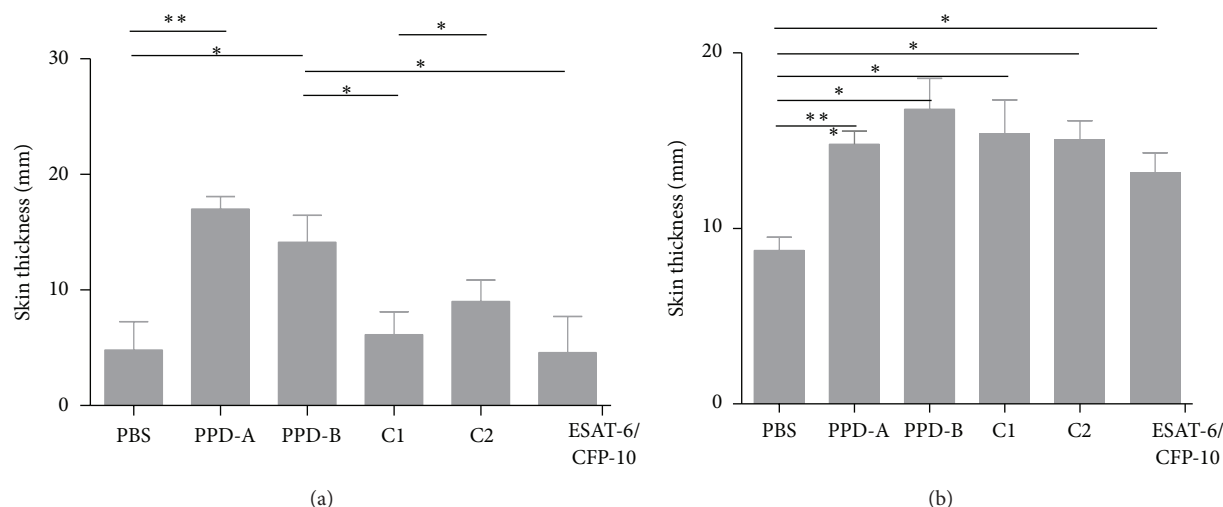 **
*
*
*
*
30
20
10
0
Skin thickness (mm)
PBS
PPD-A
PPD-B
C1
C2
ESAT-6/
CFP-10
(a)
*
*
*
*
**
*
20
10
0
Skin thickness (mm)
PBS
PPD-A
PPD-B
C1
C2
ESAT-6/
CFP-10
(b)